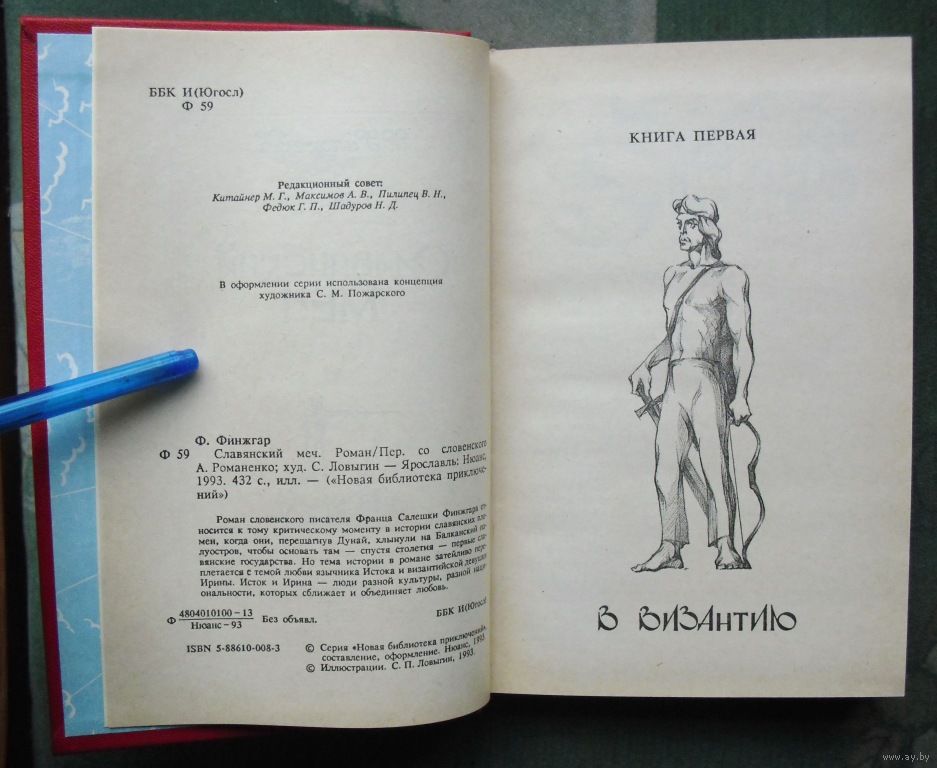 ББК И(Югосл)
Ф 59
Редакционный совет:
Китайнер М. Г., Максимов А. В., Пилипец В. Н.,
Федюк Г. П., Шадуров Н. Д.
В оформлении серии использована концепция
художника С. М. Пожарского
Ф. Финжгар
Ф 59 Славянский меч. Роман/Пер. со словенского
А. Романенко; худ. С. Ловыгин — Ярославль: Нюанс,
1993. 432 с., илл. — («Новая библиотека приключе-
ний»)
Роман словенского писателя Франца Салешки Финжгара от-
носится к тому критическому моменту в истории славянских пле-
мен, когда они, перешагнув Дунай, хлынули на Балканский по-
луостров, чтобы основать там — спустя столетия — первые сла-
вянские государства. Но тема истории в романе затейливо пере-
плетается с темой любви язычника Истока и византийской девушки
Ирины. Исток и Ирина — люди разной культуры, разной наци-
ональности, которых сближает и объединяет любовь.
Ф 4804010100—13
Нюанс—93 Без объявл.
ББК И(Югосл)
ISBN 5-88610-008-3
© Серия «Новая библиотека приключений»,
составление, оформление. Нюанс, 1993.
© Иллюстрации. С. П. Ловыгин, 1993.
КНИГА ПЕРВАЯ
В ВИЗАНТИЮ
www.ay.by